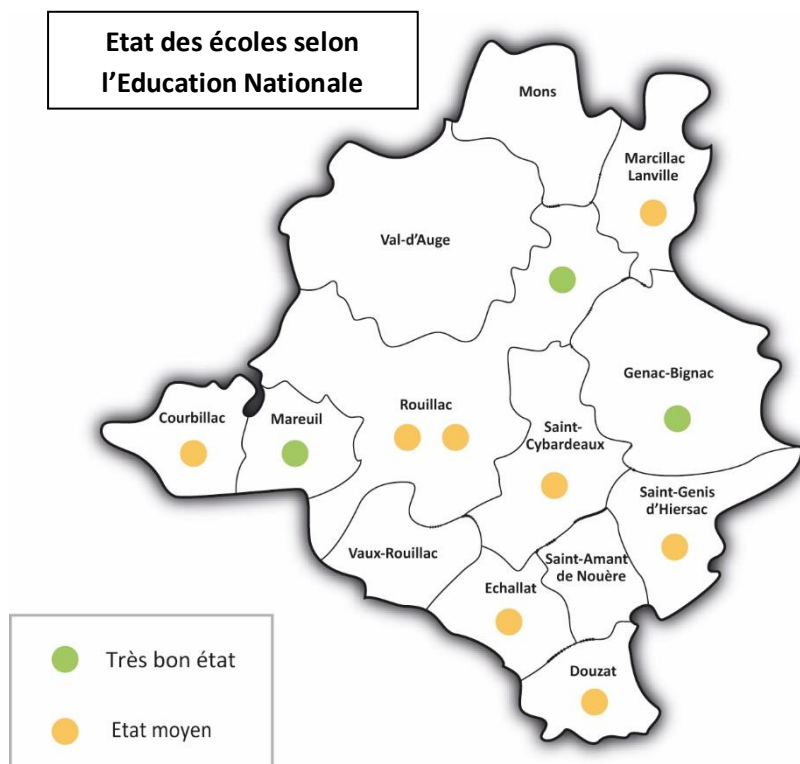 Etat des écoles selon
l’Education Nationale
Mons
Marcillac
Lanville
Val-d’Auge
Genac-Bignac
Courbillac
Mareuil
Rouillac
Saint-
Cybardeaux
Saint-Genis
d’Hiersac
Vaux-Rouillac
Saint-Amant
de Nouère
Echallat
Douzat
Très bon état
Etat moyen